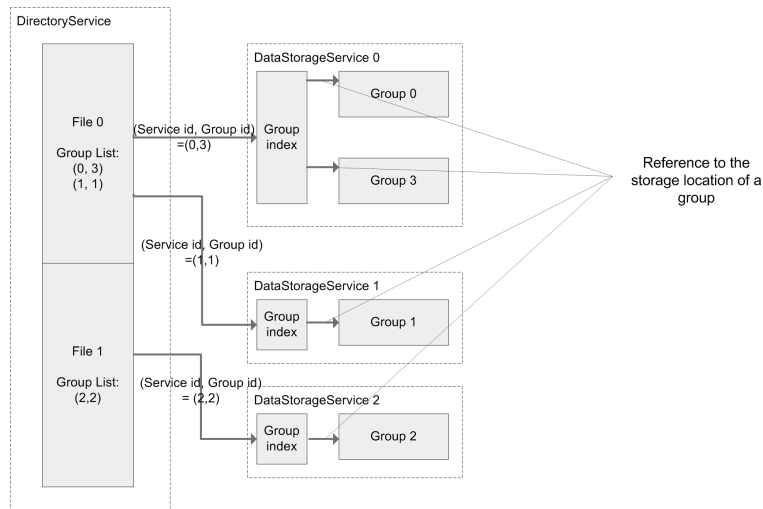 DirectoryService
File 0
Group List:
(0, 3)
(1, 1)
(Service id, Group id)
=(0,3)
(Service id, Group id)
=(1,1)
File 1
Group List:
(2,2)
(Service id, Group id)
= (2,2)
DataStorageService 0
Group
index
Group 0
Group 3
DataStorageService 1
Group
index
Group 1
DataStorageService 2
Group
index
Group 2
Reference to the
storage location of a
group